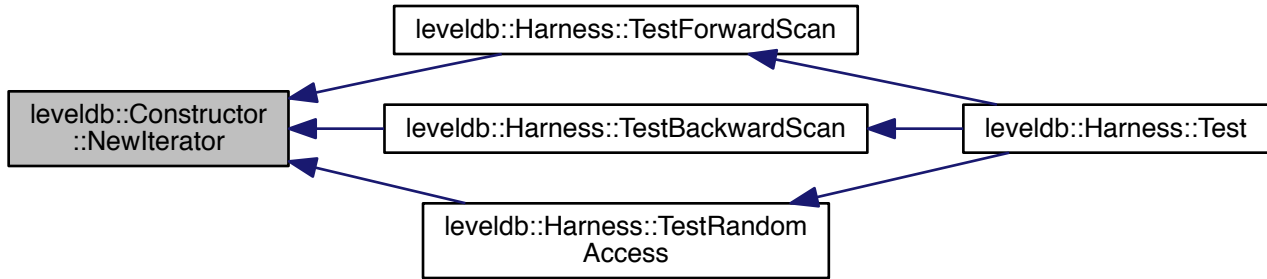 leveldb::Harness::TestForwardScan
leveldb::Constructor
::NewIterator
leveldb::Harness::TestBackwardScan
leveldb::Harness::Test
leveldb::Harness::TestRandom
Access